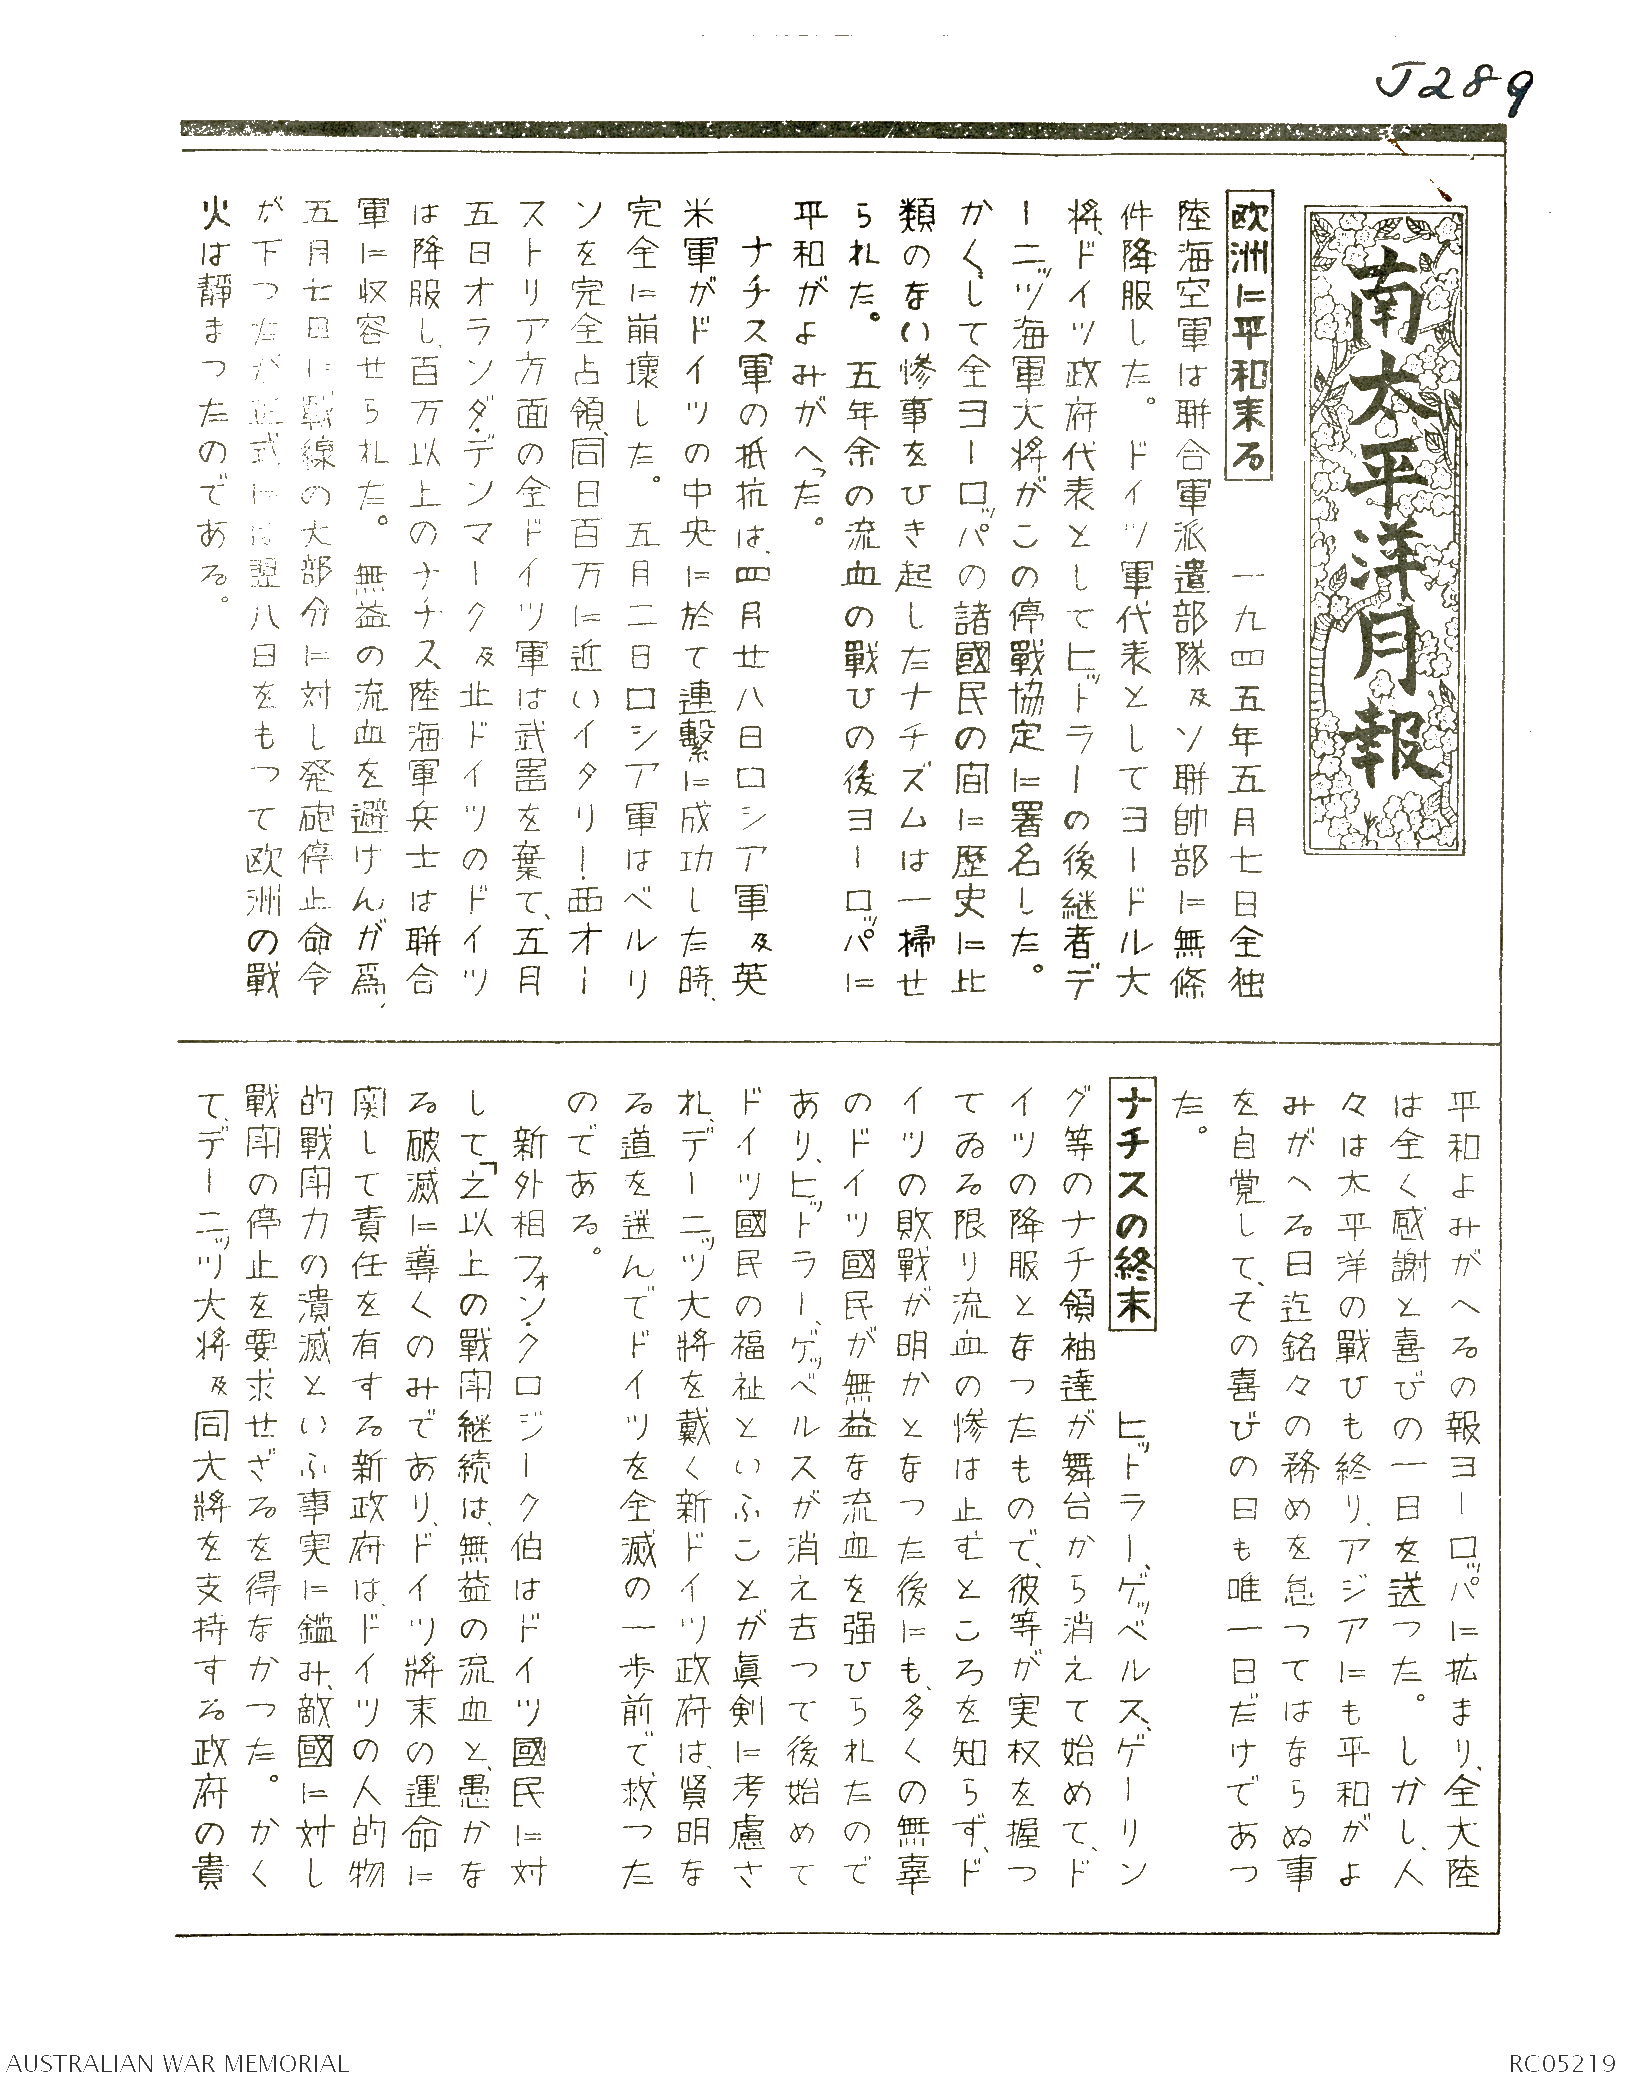 J289
南太平洋月報
欧洲に平和来る　一九四五年五月七日全独
陸海空軍は聯合軍派遣部隊及ソ聯帥部に無條
件降服した。ドイツ軍代表としてヨードル大
将、ドイツ政府代表としてヒットラーの後継者デ
ーニッツ海軍大将がこの停戰協定に署名した。
かくして全ヨーロッパの諸國民の间に歴史に比
類のない惨事をひき起したナチズムは一掃せ
られた。五年余の流血の戰ひの後ヨーロッパに
平和がよみがへった。
ナチス軍の抵抗は、四月廿八日ロシア軍及英
米軍がドイツの中央に於て連繫に成功した時、
完全に崩壊した。五月二日ロシア軍はベルリ
ンを完全占領、同日百万に近いイタリー西オー
ストリア方面の全ドイツ軍は武器を棄て、五月
五日オランダ・デンマーク及北ドイツのドイツ
は降服し、百万以上のナチス陸海軍兵士は聯合
軍に収容せられた。無益の流血を避けんが爲、
五月七日に戰線の大部分に対し発砲停止命令
が下つたが正式には翌八日をもつて欧洲の戰
火は靜まつたのである。
平和よみがへるの報ヨーロッパに拡まり、全大陸
は全く感謝と喜びの一日を送つた。しかし、人
々は太平洋の戰ひも終り、アジアにも平和がよ
みがへる日迄銘々の務めを怠つてはならぬ事
を自覚して、その喜びの日も唯一日だけであつ
た。
ナチスの終末　ヒットラー、ゲッベルス、ゲーリン
グ等のナチ領袖達が舞台から消えて始めて、ド
イツの降服となつたもので、彼等が実权を握つ
てゐる限り流血の惨は止むところを知らず、ド
イツの敗戰が明かとなつた後にも、多くの無辜
のドイツ國民が無益な流血を强ひられたので
あり、ヒットラー、ゲッベルスが消え去つて後始めて
ドイツ國民の福祉といふことが眞剣に考慮さ
れ、デーニッツ大將を戴く新ドイツ政府は、賢明な
る道を選んでドイツを全滅の一歩前で、救つた
のである。
新外相フォン・クロジーク伯はドイツ國民に対
して「之以上の戰闲継続は、無益の流血と、愚かな
る破滅に導くのみであり、ドイツ將来の運命に
関して責任を有する新政府は、ドイツの人的物
的戰闲力の潰滅といふ事実に鑑み、敵國に対し
戰闲の停止を要求せざるを得なかつた。かく
て、デーニッツ大将及同大將を支持する政府の貴
AUSTRALIAN WAR MEMORIAL
RC05219